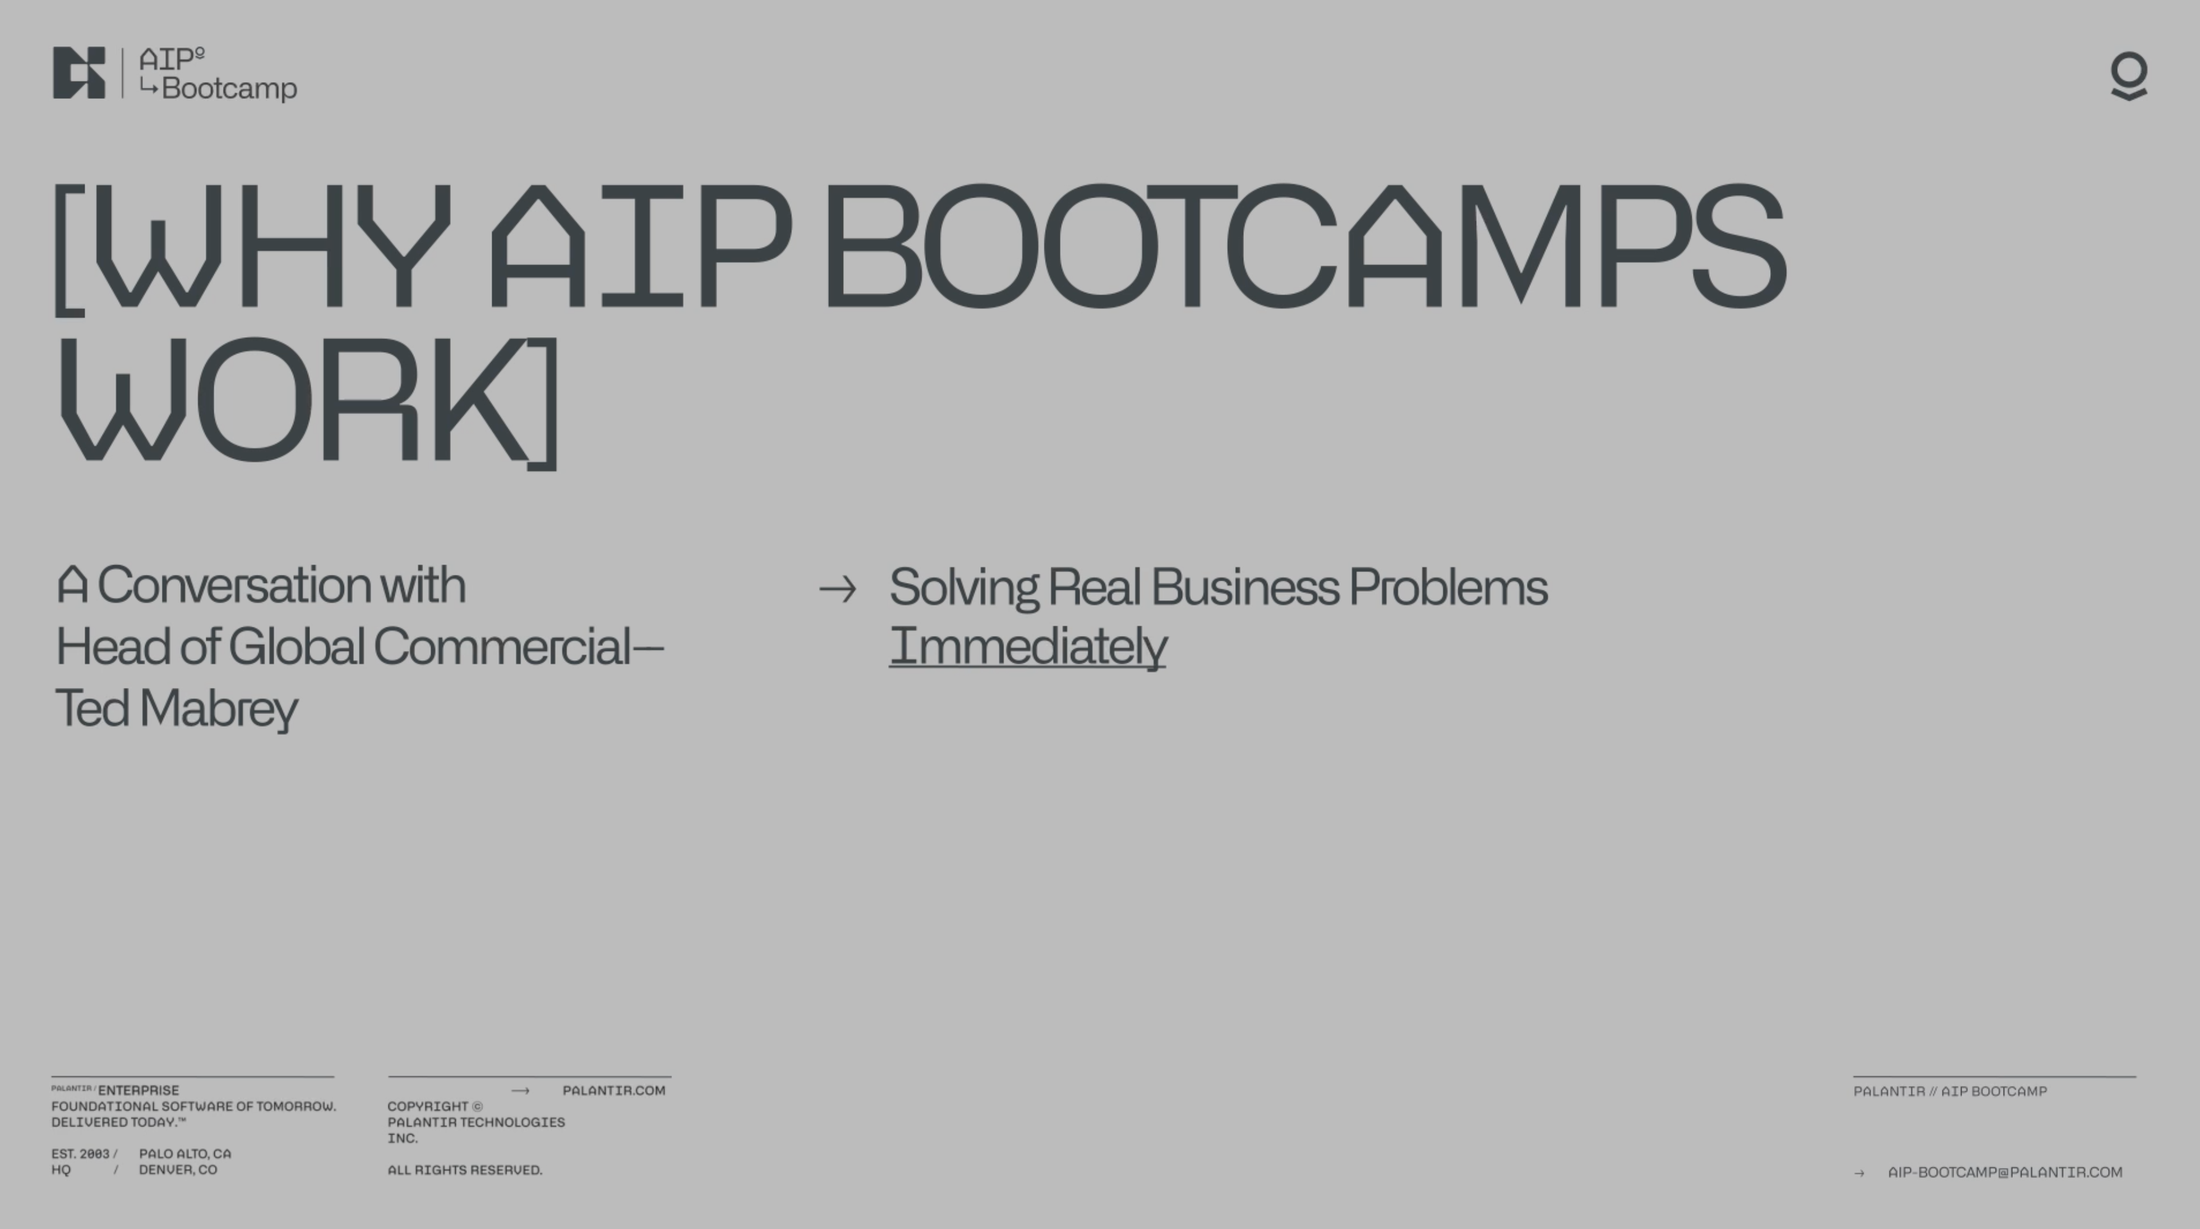 AIP
↳Bootcamp
[WHY AIP BOOTCAMPS
WORK]
A Conversation with
Head of Global Commercial—
Ted Mabrey
→ Solving Real Business Problems
Immediately
PALANTIR / ENTERPRISE
FOUNDATIONAL SOFTWARE OF TOMORROW.
DELIVERED TODAY.™
EST. 2003 / PALO ALTO, CA
HQ / DENVER, CO
→ PALANTIR.COM
COPYRIGHT ©
PALANTIR TECHNOLOGIES
INC.
ALL RIGHTS RESERVED.
PALANTIR // AIP BOOTCAMP
→ AIP-BOOTCAMP@PALANTIR.COM